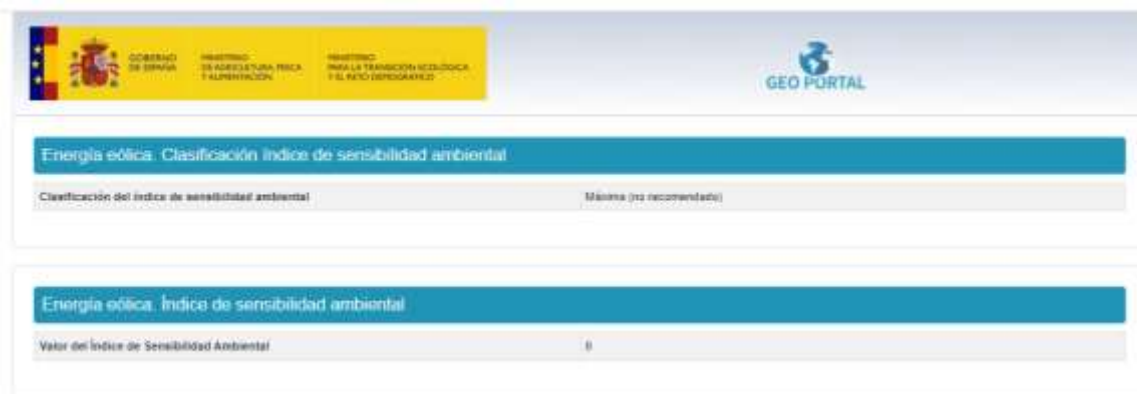 GOBIERNO
DE ESPAÑA
MINISTERIO
DE AGRICULTURA, PESCA
Y ALIMENTACIÓN
MINISTERIO
PARA LA TRANSICIÓN ECOLÓGICA
Y EL RETO DEMOGRÁFICO
GEO PORTAL
Energía eólica. Clasificación índice de sensibilidad ambiental
Clasificación del índice de sensibilidad ambiental
Máxima (no recomendado)
Energía eólica. Índice de sensibilidad ambiental
Valor del Índice de Sensibilidad Ambiental
0